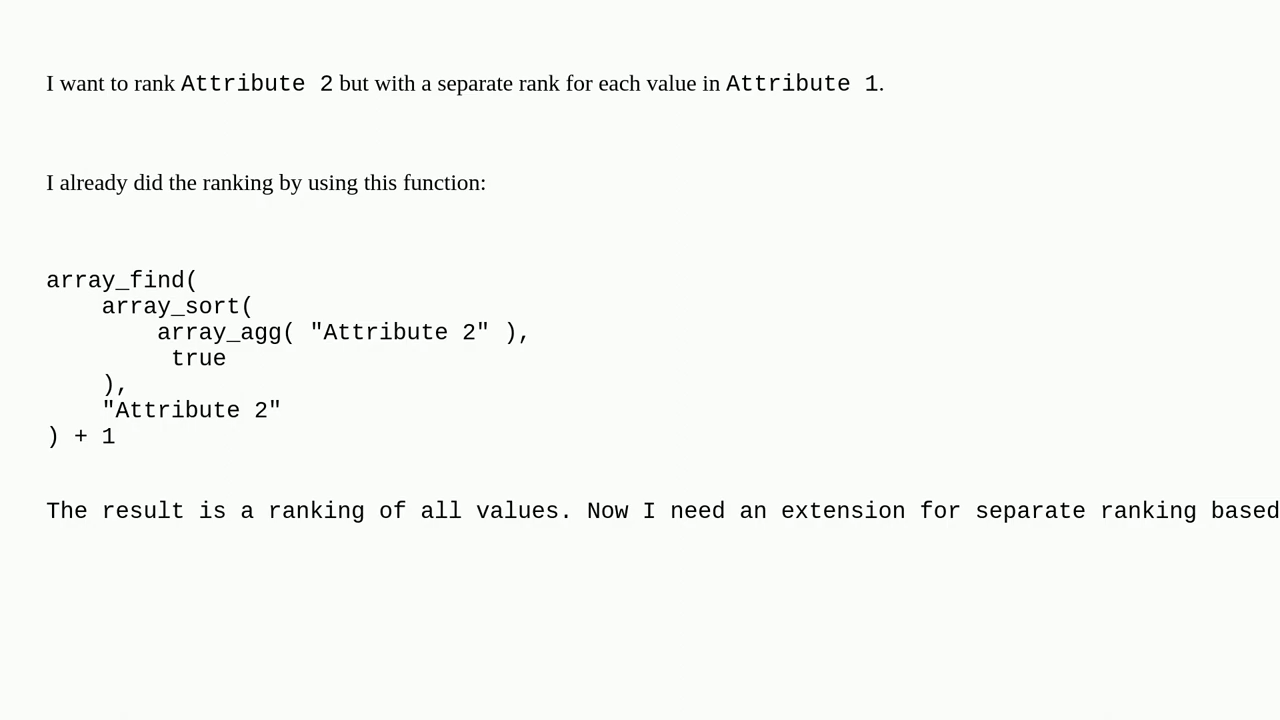 I want to rank Attribute 2 but with a separate rank for each value in Attribute 1.
I already did the ranking by using this function:
array_find(
    array_sort(
        array_agg( "Attribute 2" ),
         true
    ),
    "Attribute 2"
) + 1
The result is a ranking of all values. Now I need an extension for separate ranking based